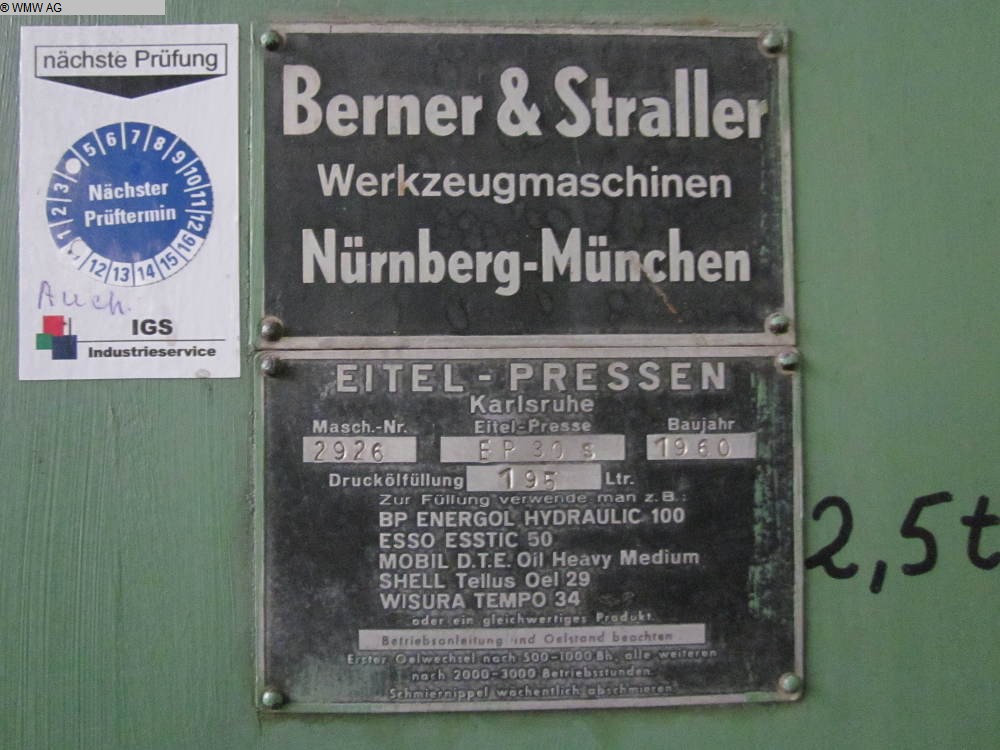 ® WMW AG
nächste Prüfung
1 2 3 5 6 7 8 9 10 11 12
Nächster
Prüftermin
12 13 14 15 16
Auch.
IGS
Industrieservice
Berner & Straller
Werkzeugmaschinen
Nürnberg-München
EITEL-PRESSEN
Karlsruhe
Masch.-Nr. Eitel-Presse Baujahr
2926 EP 30 s 1960
Druckölfüllung 195 Ltr.
Zur Füllung verwende man z.B.:
BP ENERGOL HYDRAULIC 100
ESSO ESSTIC 50
MOBIL D.T.E. Oil Heavy Medium
SHELL Tellus Oel 29
WISURA TEMPO 34
oder ein gleichwertiges Produkt.
Betriebsanleitung und Oelstand beachten
Erster Oelwechsel nach 500-1000 Bh, alle weiteren
nach 2000-3000 Betriebsstunden.
Schmiernippel wöchentlich abschmieren
2,5t